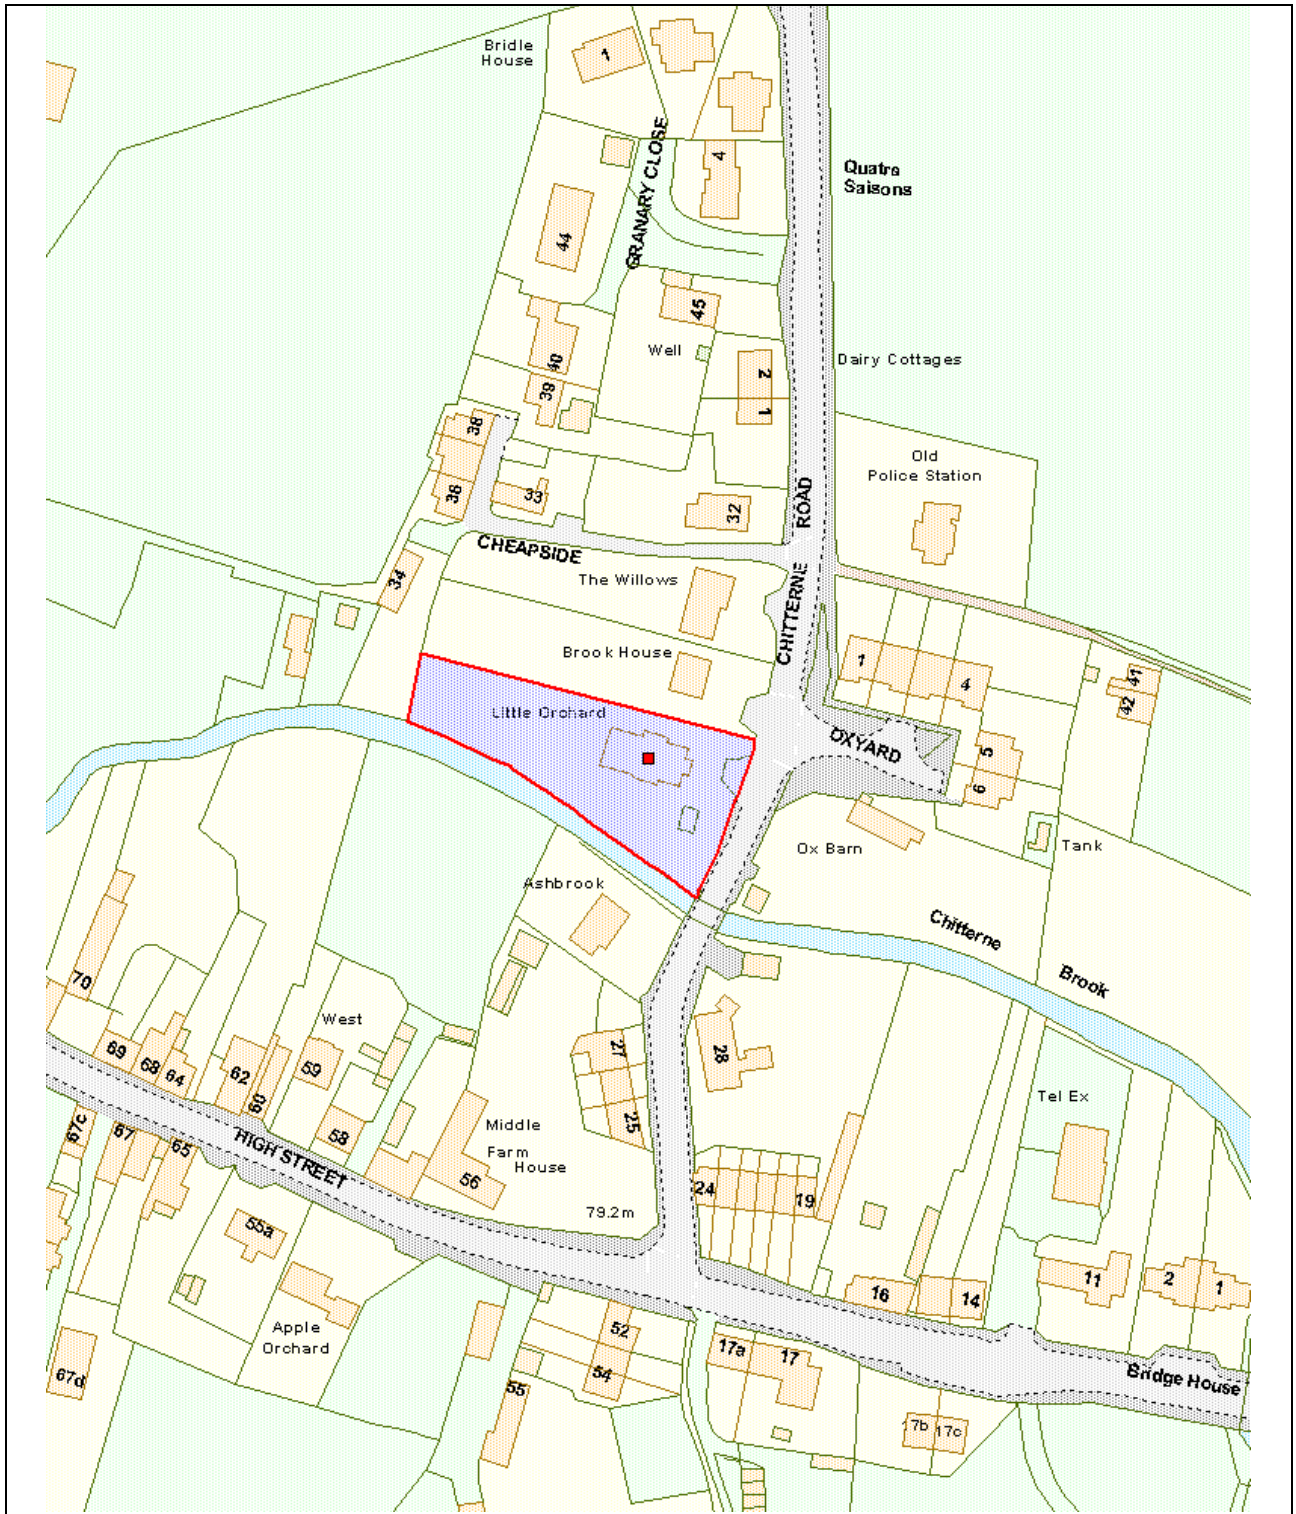 Bridle
House
1
GRANARY CLOSE
4
Quatre
Saisons
44
45
Well
40
39
2
1
Dairy Cottages
38
36
33
32
ROAD
Old
Police Station
CHEAPSIDE
34
The Willows
CHITTERNE
Brook House
1
4
41
42
Little Orchard
OXYARD
5
6
Ox Barn
Tank
Ashbrook
Chitterne
Brook
70
West
69
68
64
62
60
59
27
28
25
Tel Ex
67c
67
65
HIGH STREET
58
Middle
Farm
House
56
24
19
79.2m
55a
16
14
11
2
1
Apple
Orchard
52
54
55
17a
17
Bridge House
67d
17b
17c